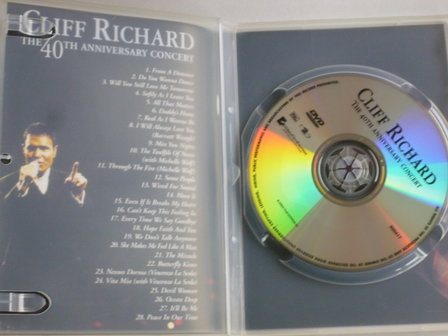 CLIFF RICHARD
THE 40TH ANNIVERSARY CONCERT
1. From A Distance
2. Do You Wanna Dance
3. Will You Still Love Me Tomorrow
4. Softly As I Leave You
5. All That Matters
6. Daddy's Home
7. Real As I Wanna Be
8. I Will Always Love You
9. Miss You Nights
10. The Twelfth Of Never
(with Michelle Wolf)
11. Through The Fire (Michelle Wolf)
12. Some People
13. Wired For Sound
14. Move It
15. Even If It Breaks My Heart
16. Can't Keep This Feeling In
17. Every Time We Say Goodbye
18. Hope Faith And You
19. We Don't Talk Anymore
20. She Makes Me Feel Like A Man
21. The Miracle
22. Butterfly Kisses
23. Nessun Dorma (Vincenzo La Scola)
24. Vita Mia (with Vincenzo La Scola)
25. Devil Woman
26. Ocean Deep
27. It'll Be Me
28. Peace In Our Time
CLIFF RICHARD
THE 40TH ANNIVERSARY CONCERT
DVD